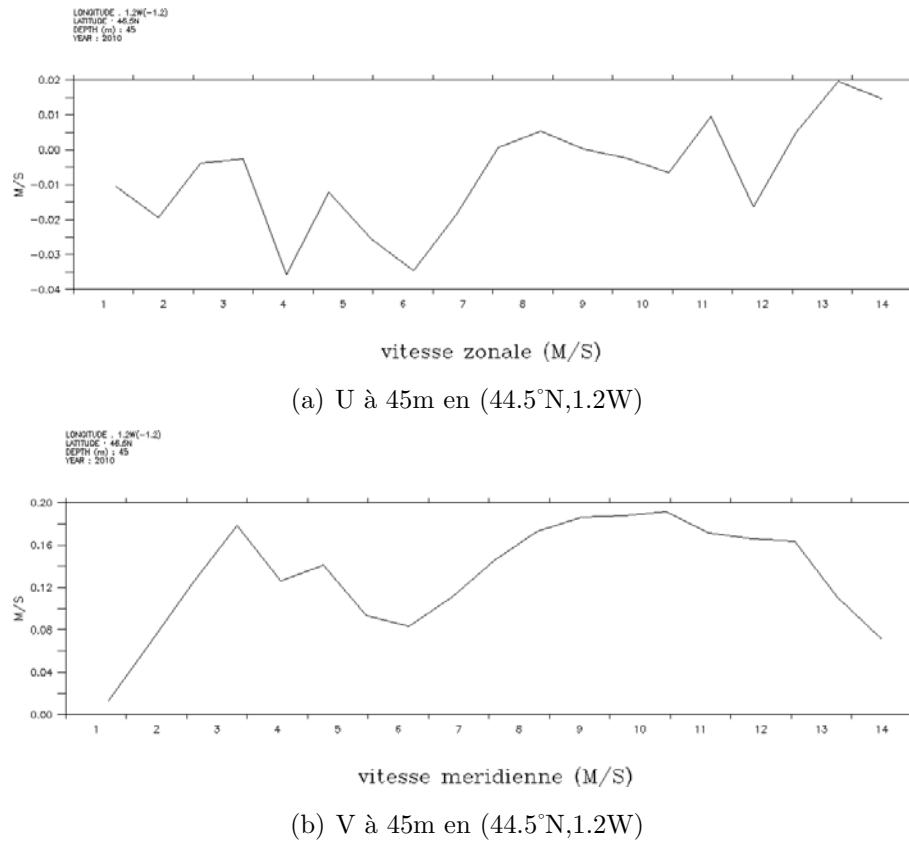 LONGITUDE : 1.2W(-1.2)
LATITUDE : 46.5N
DEPTH (m) : 45
YEAR : 2010
0.02
0.01
0.00
M/S
−0.01
−0.02
−0.03
−0.04
1 2 3 4 5 6 7 8 9 10 11 12 13 14
vitesse zonale (M/S)
(a) U à 45m en (44.5°N,1.2W)
LONGITUDE : 1.2W(-1.2)
LATITUDE : 46.5N
DEPTH (m) : 45
YEAR : 2010
0.20
0.16
0.12
M/S
0.08
0.04
0.00
1 2 3 4 5 6 7 8 9 10 11 12 13 14
vitesse meridienne (M/S)
(b) V à 45m en (44.5°N,1.2W)